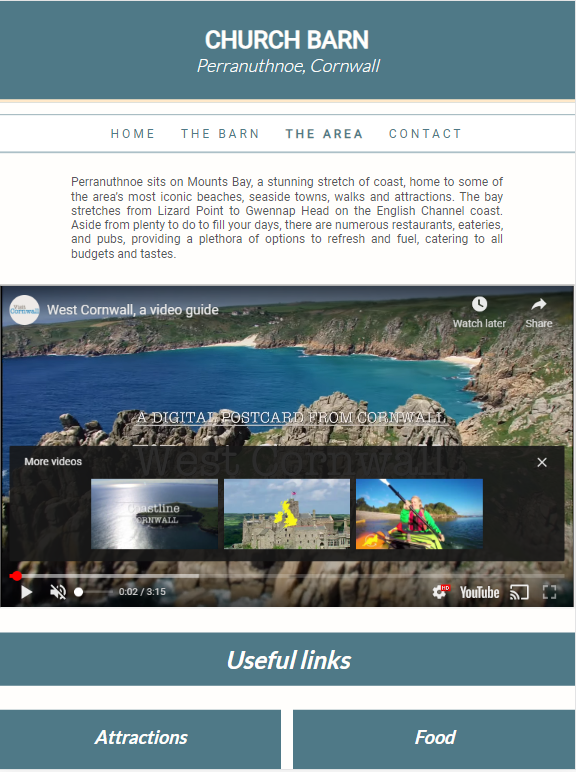 CHURCH BARN
Perranuthnoe, Cornwall
HOME THE BARN THE AREA CONTACT
Perranuthnoe sits on Mounts Bay, a stunning stretch of coast, home to some of
the area's most iconic beaches, seaside towns, walks and attractions. The bay
stretches from Lizard Point to Gwennap Head on the English Channel coast.
Aside from plenty to do to fill your days, there are numerous restaurants, eateries,
and pubs, providing a plethora of options to refresh and fuel, catering to all
budgets and tastes.
Visit
Cornwall
West Cornwall, a video guide
Watch later Share
A DIGITAL POSTCARD FROM CORNWALL
West Cornwall
More videos
Coastline
CORNWALL
0:02 / 3:15
HD
YouTube
Useful links
Attractions Food